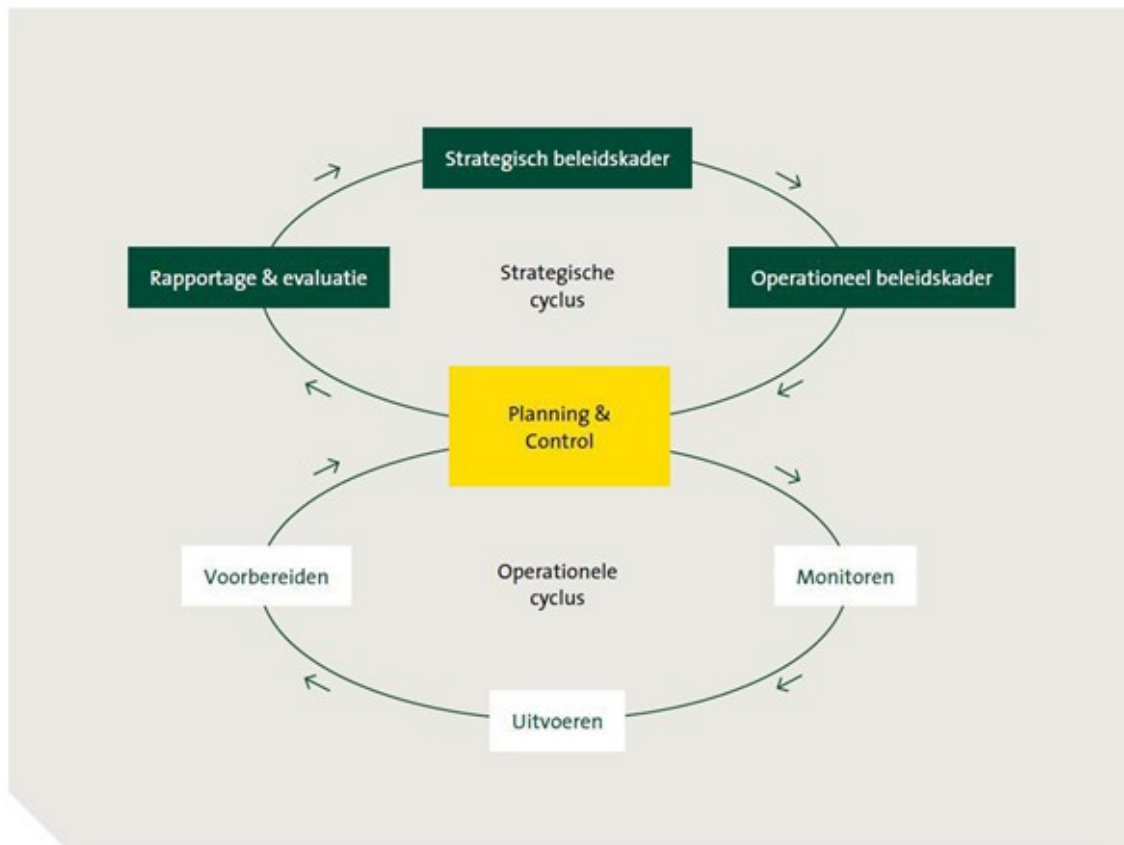 Strategisch beleidskader
Rapportage & evaluatie
Strategische
cyclus
Operationeel beleidskader
Planning &
Control
Voorbereiden
Operationele
cyclus
Monitoren
Uitvoeren